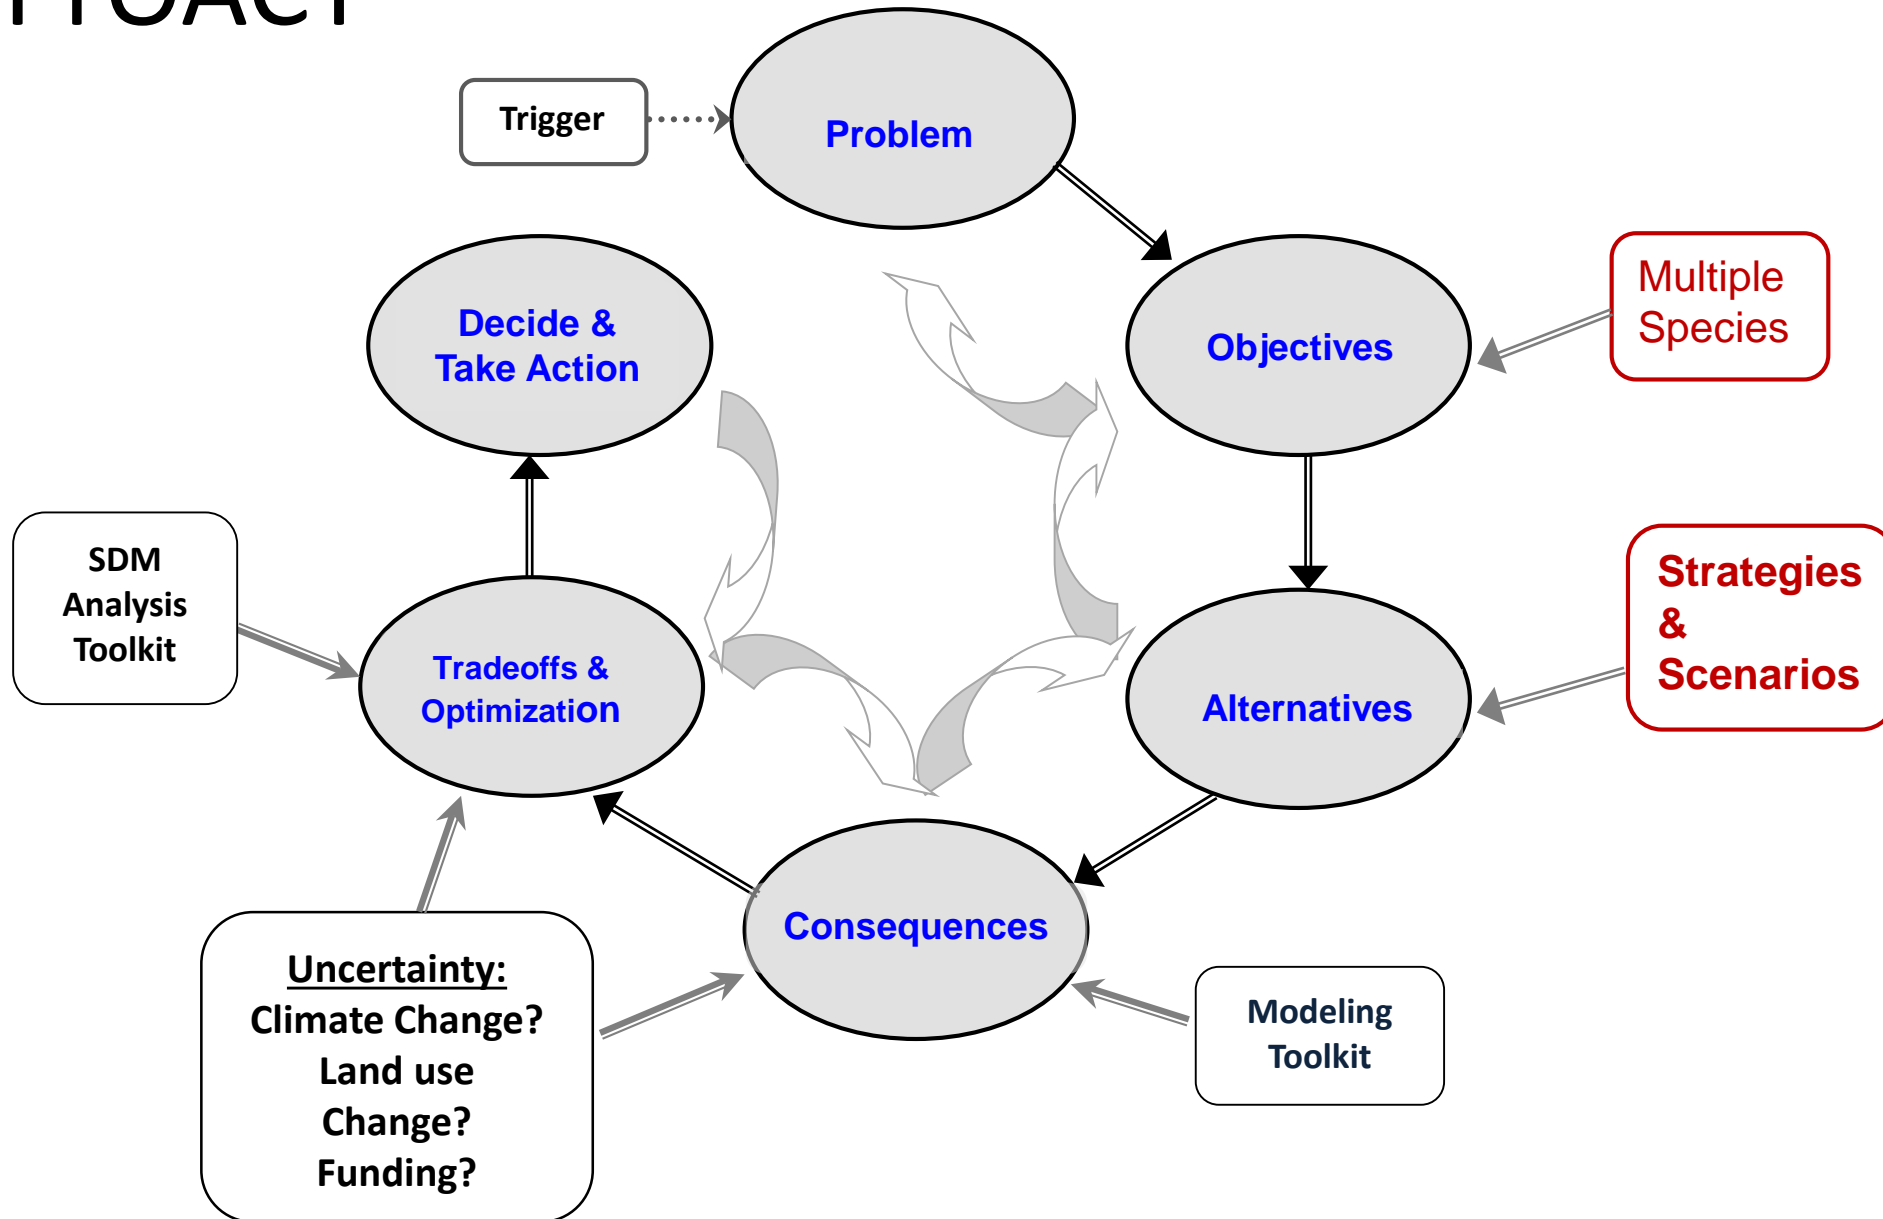 Trigger
Problem
Decide &
Take Action
Objectives
Multiple
Species
SDM
Analysis
Toolkit
Tradeoffs &
Optimization
Alternatives
Strategies
&
Scenarios
Consequences
Uncertainty:
Climate Change?
Land use
Change?
Funding?
Modeling
Toolkit